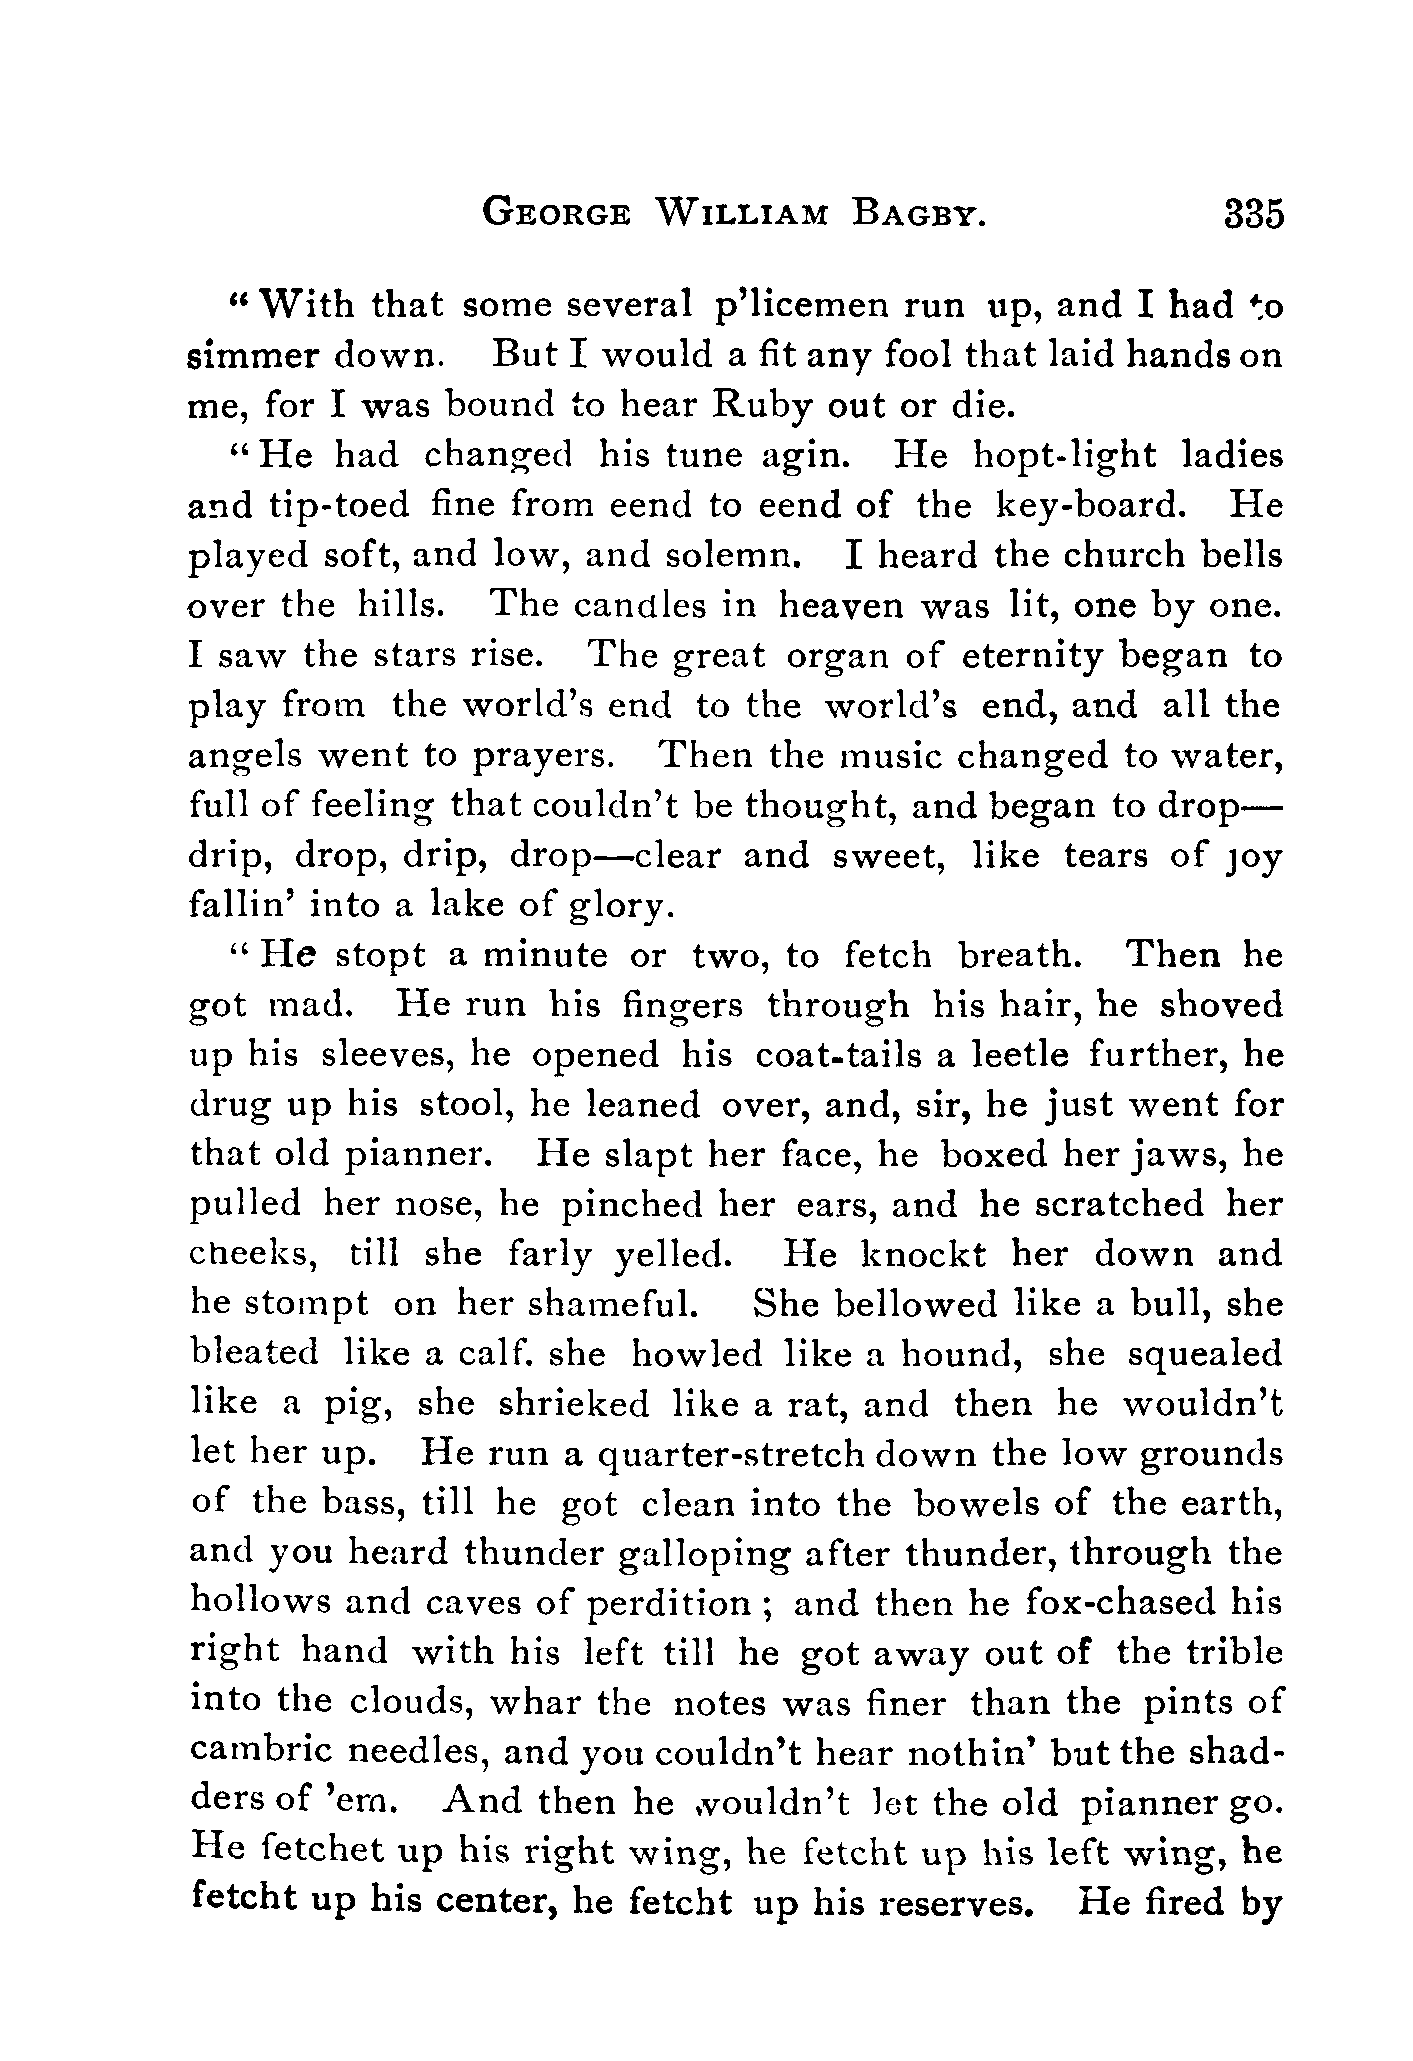 GEORGE WILLIAM BAGBY. 335
" With that some several p'licemen run up, and I had to
simmer down. But I would a fit any fool that laid hands on
me, for I was bound to hear Ruby out or die.
" He had changed his tune agin. He hopt-light ladies
and tip-toed fine from eend to eend of the key-board. He
played soft, and low, and solemn. I heard the church bells
over the hills. The candles in heaven was lit, one by one.
I saw the stars rise. The great organ of eternity began to
play from the world's end to the world's end, and all the
angels went to prayers. Then the music changed to water,
full of feeling that couldn't be thought, and began to drop—
drip, drop, drip, drop—clear and sweet, like tears of joy
fallin' into a lake of glory.
" He stopt a minute or two, to fetch breath. Then he
got mad. He run his fingers through his hair, he shoved
up his sleeves, he opened his coat-tails a leetle further, he
drug up his stool, he leaned over, and, sir, he just went for
that old pianner. He slapt her face, he boxed her jaws, he
pulled her nose, he pinched her ears, and he scratched her
cheeks, till she farly yelled. He knockt her down and
he stompt on her shameful. She bellowed like a bull, she
bleated like a calf. she howled like a hound, she squealed
like a pig, she shrieked like a rat, and then he wouldn't
let her up. He run a quarter-stretch down the low grounds
of the bass, till he got clean into the bowels of the earth,
and you heard thunder galloping after thunder, through the
hollows and caves of perdition ; and then he fox-chased his
right hand with his left till he got away out of the trible
into the clouds, whar the notes was finer than the pints of
cambric needles, and you couldn't hear nothin' but the shad-
ders of 'em. And then he wouldn't let the old pianner go.
He fetchet up his right wing, he fetcht up his left wing, he
fetcht up his center, he fetcht up his reserves. He fired by